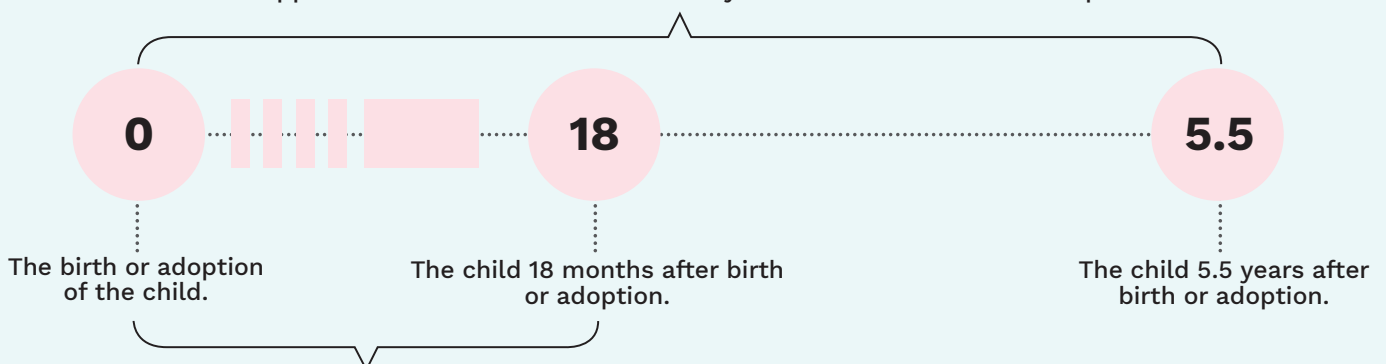 0
18
5.5
The birth or adoption
of the child.
The child 18 months after birth
or adoption.
The child 5.5 years after
birth or adoption.